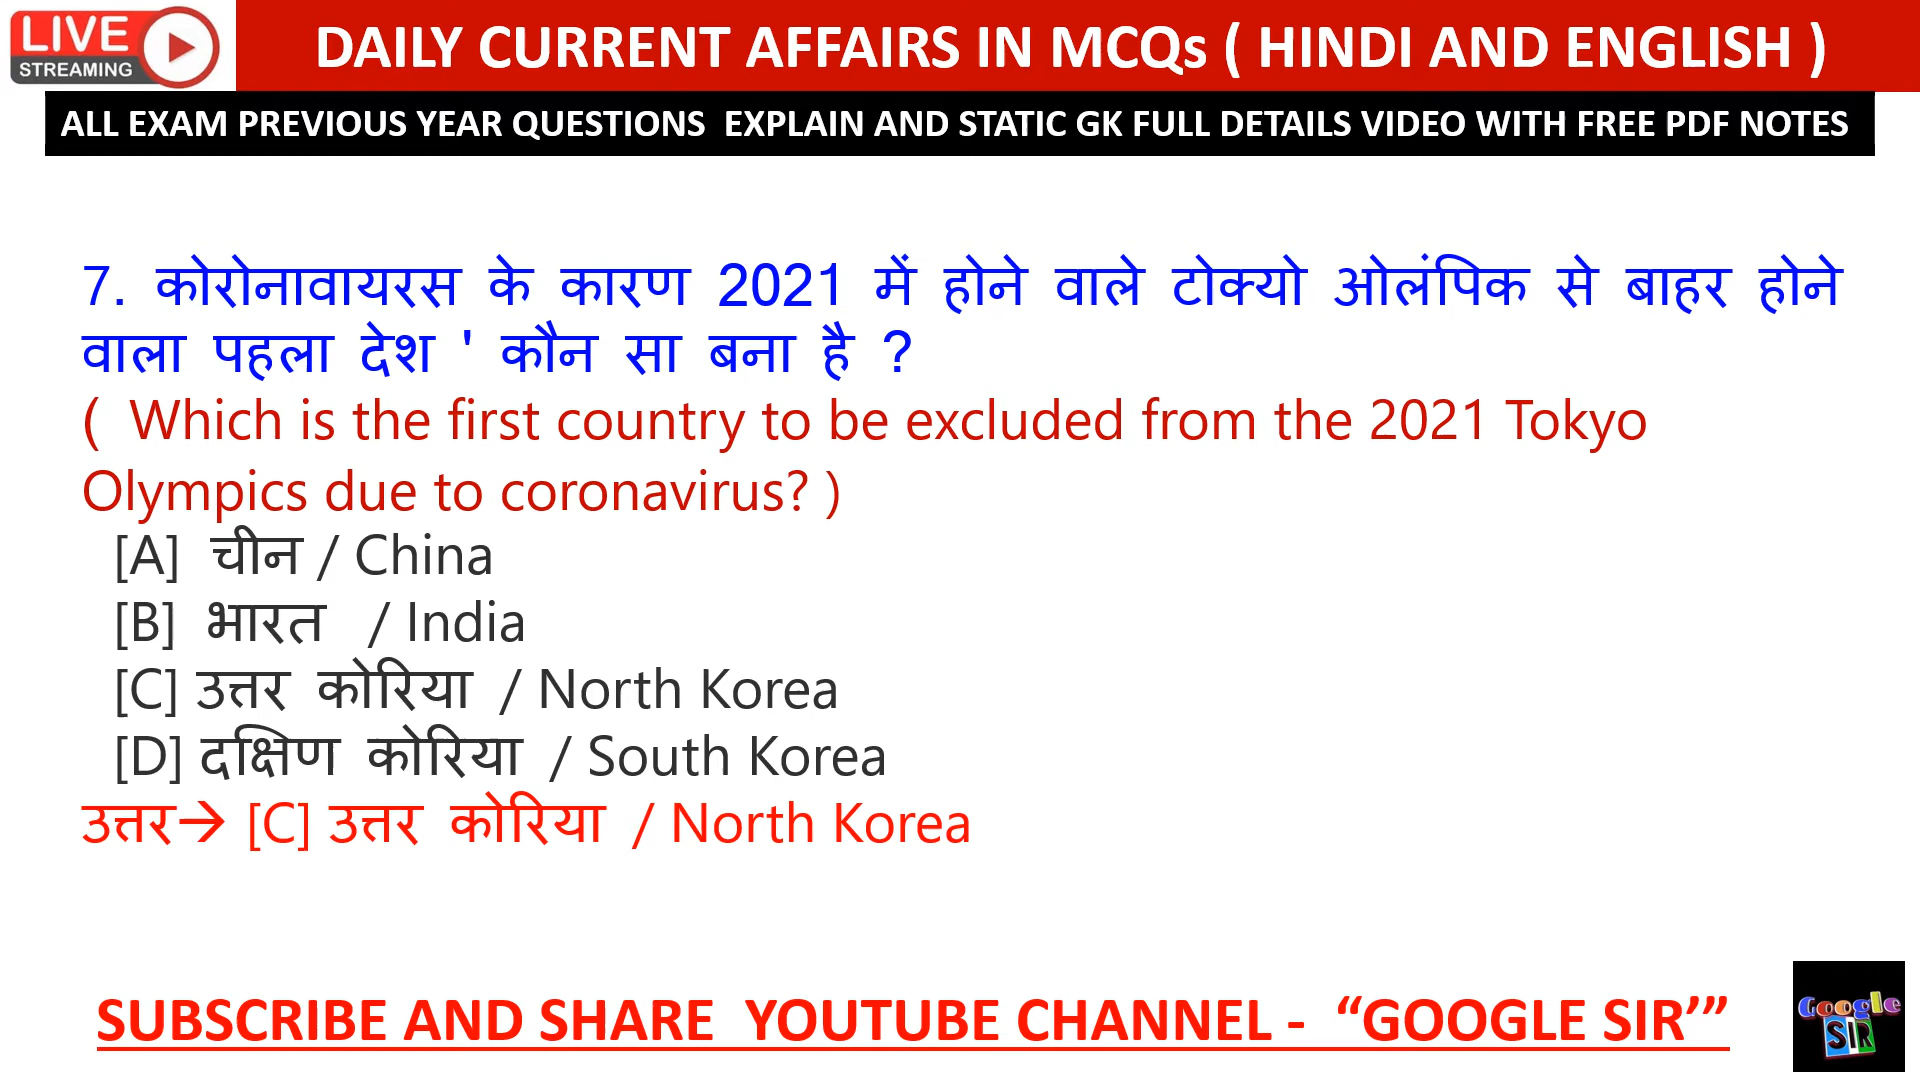 LIVE
STREAMING
DAILY CURRENT AFFAIRS IN MCQs ( HINDI AND ENGLISH )
ALL EXAM PREVIOUS YEAR QUESTIONS EXPLAIN AND STATIC GK FULL DETAILS VIDEO WITH FREE PDF NOTES
7. कोरोनावायरस के कारण 2021 में होने वाले टोक्यो ओलंपिक से बाहर होने
वाला पहला देश ' कौन सा बना है ?
( Which is the first country to be excluded from the 2021 Tokyo
Olympics due to coronavirus? )
[A] चीन / China
[B] भारत / India
[C] उत्तर कोरिया / North Korea
[D] दक्षिण कोरिया / South Korea
उत्तर→ [C] उत्तर कोरिया / North Korea
SUBSCRIBE AND SHARE YOUTUBE CHANNEL - “GOOGLE SIR’”
Google
SIR